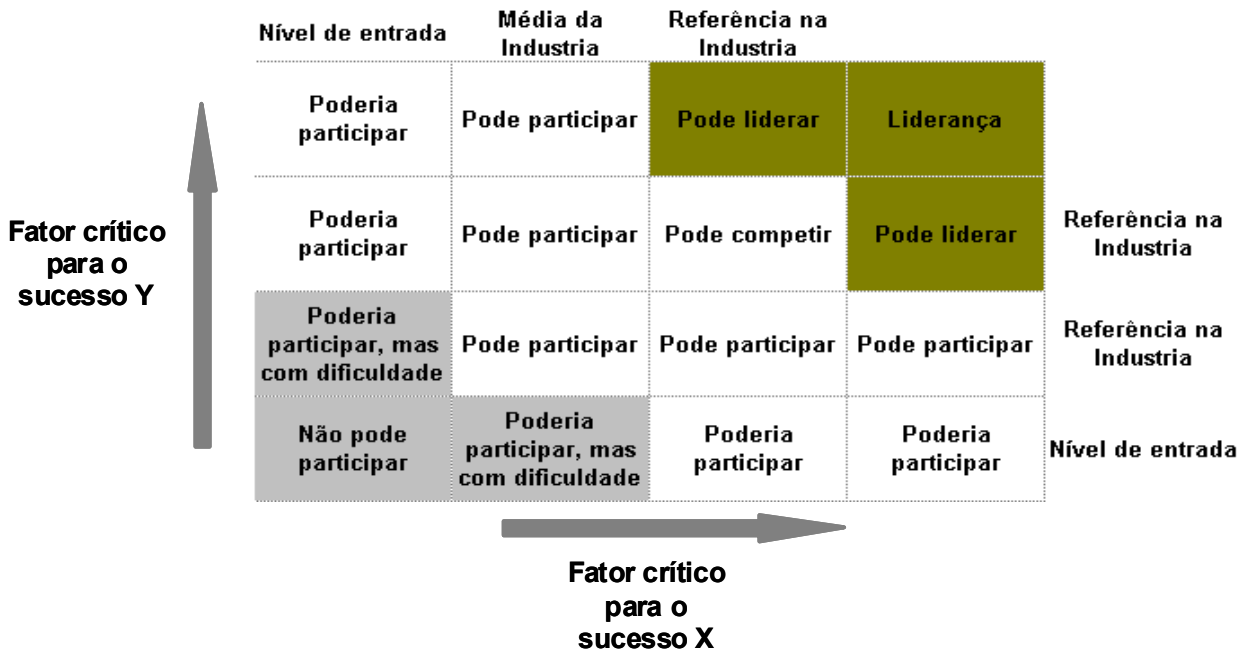 Nível de entrada
Média da
Industria
Referência na
Industria
Poderia
participar
Pode participar
Pode liderar
Liderança
Fator crítico
para o
sucesso Y
Poderia
participar
Pode participar
Pode competir
Pode liderar
Referência na
Industria
Poderia
participar, mas
com dificuldade
Pode participar
Pode participar
Pode participar
Referência na
Industria
Não pode
participar
Poderia
participar, mas
com dificuldade
Poderia
participar
Poderia
participar
Nível de entrada
Fator crítico
para o
sucesso X